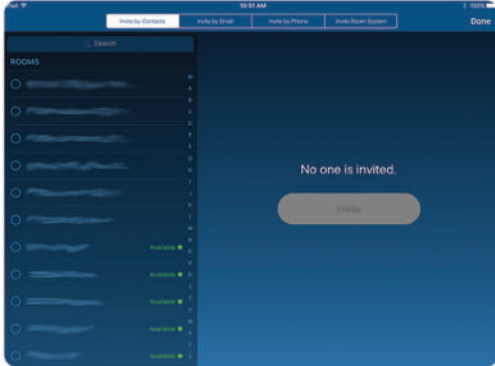 10:51 AM
100%
Invite by Contacts
Invite by Email
Invite by Phone
Invite Room System
Done
Search
ROOMS
No one is invited.
Invite
Available
Available
Available
Available
Available